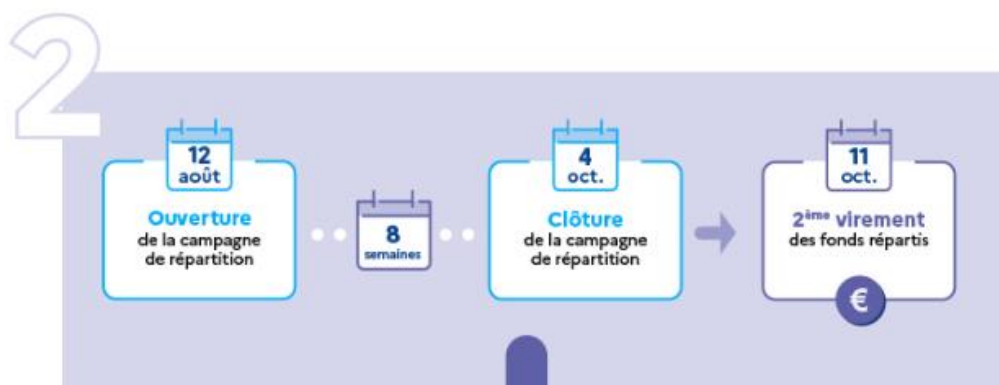 2
12
août
Ouverture
de la campagne
de répartition
8
semaines
4
oct.
Clôture
de la campagne
de répartition
11
oct.
2ème virement
des fonds répartis
€